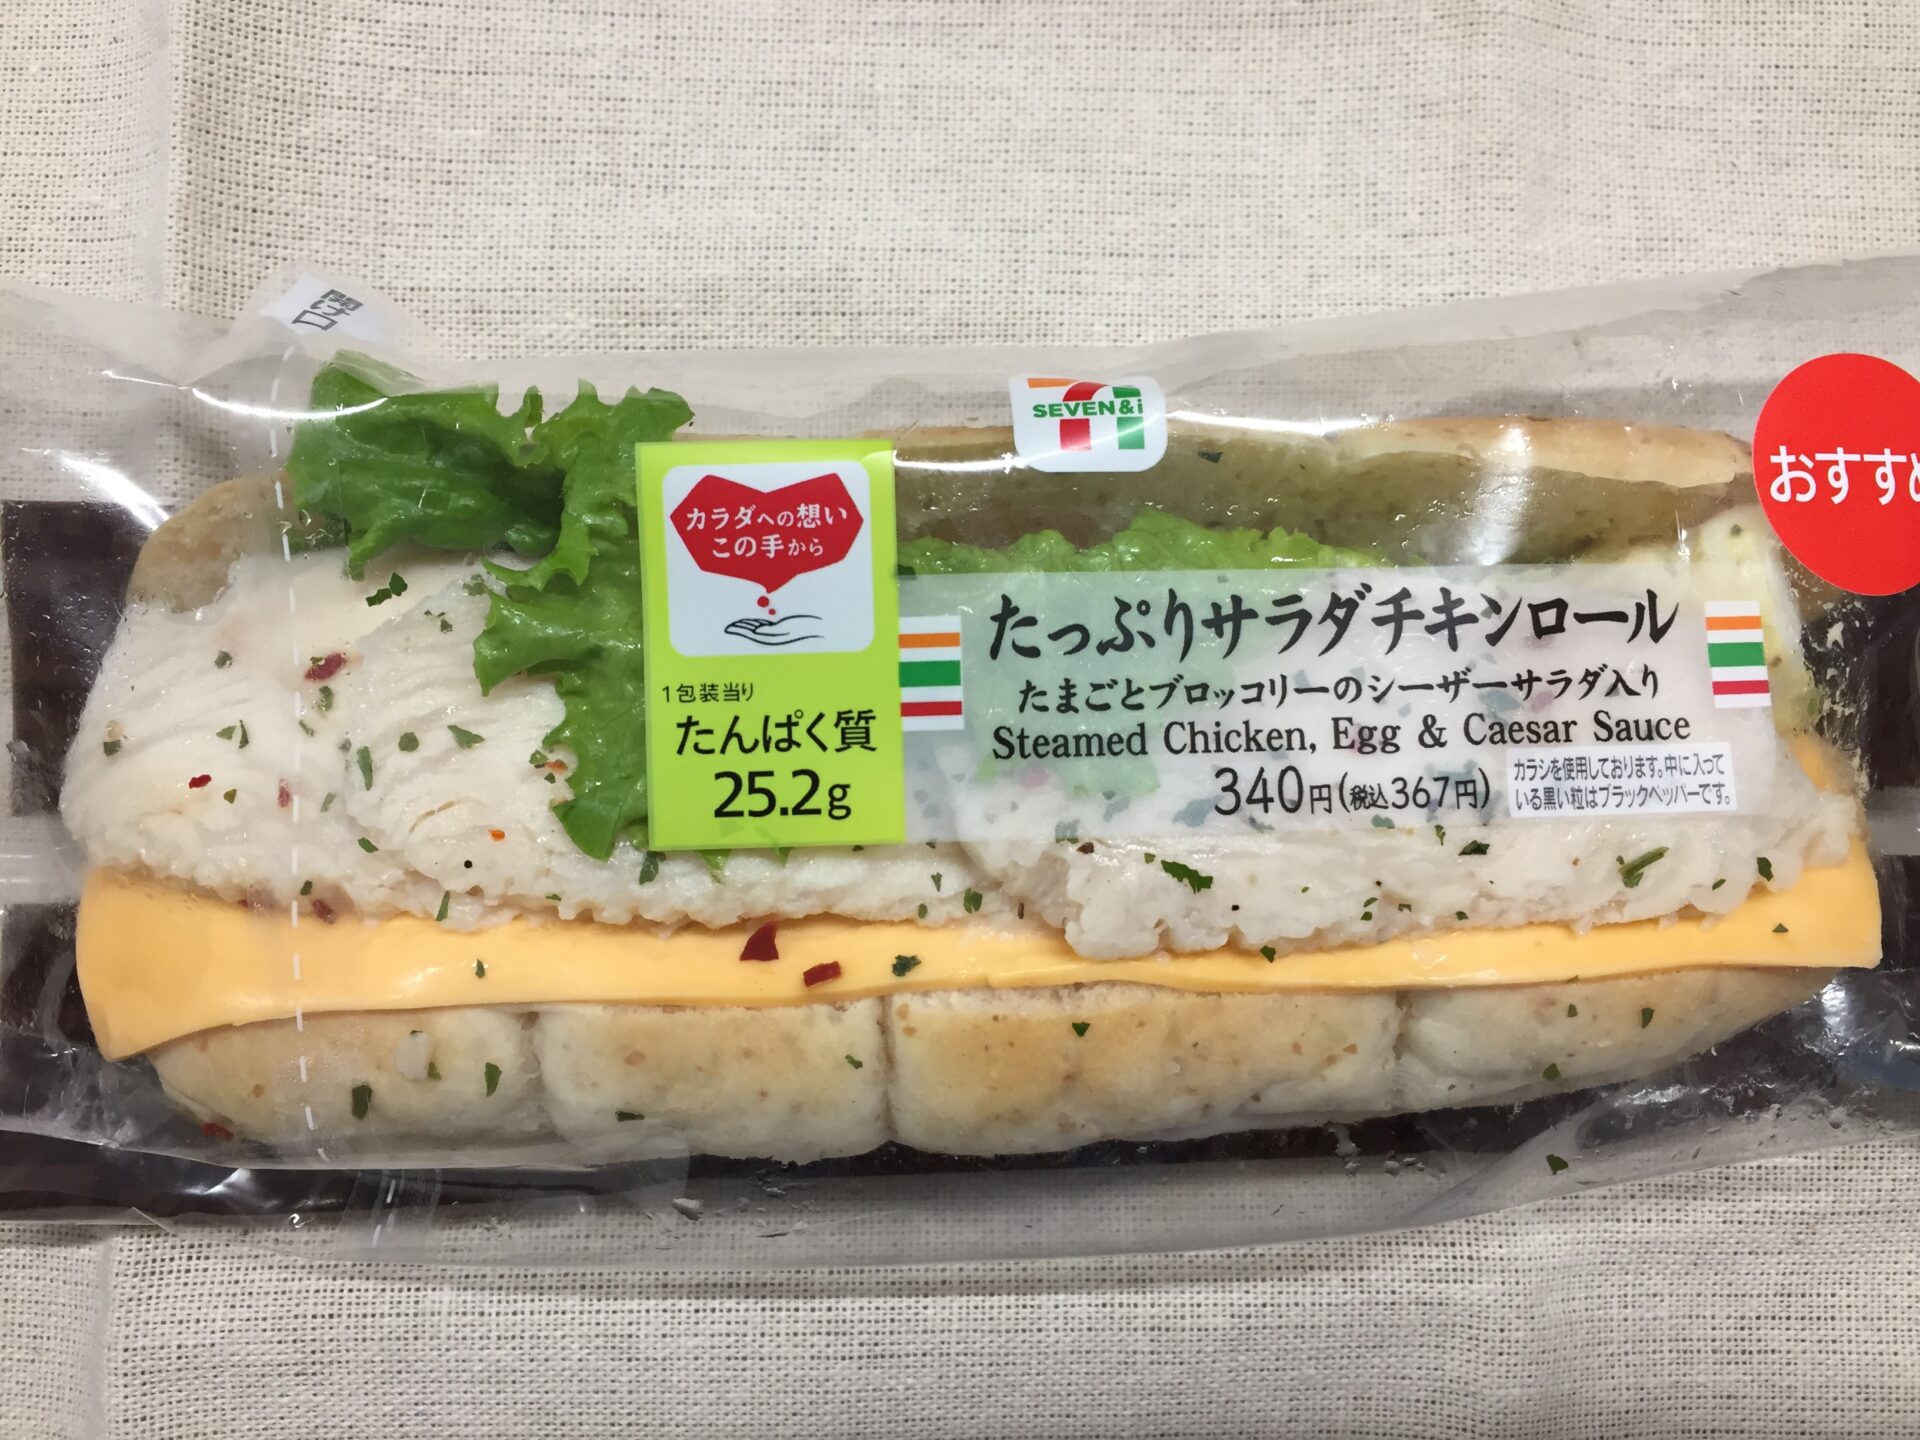 開口
SEVEN&i
おすすめ
カラダへの想い
この手から
1包装当り
たんぱく質
25.2g
たっぷりサラダチキンロール
たまごとブロッコリーのシーザーサラダ入り
Steamed Chicken, Egg & Caesar Sauce
340円(税込367円)
カラシを使用しております。中に入って
いる黒い粒はブラックペッパーです。